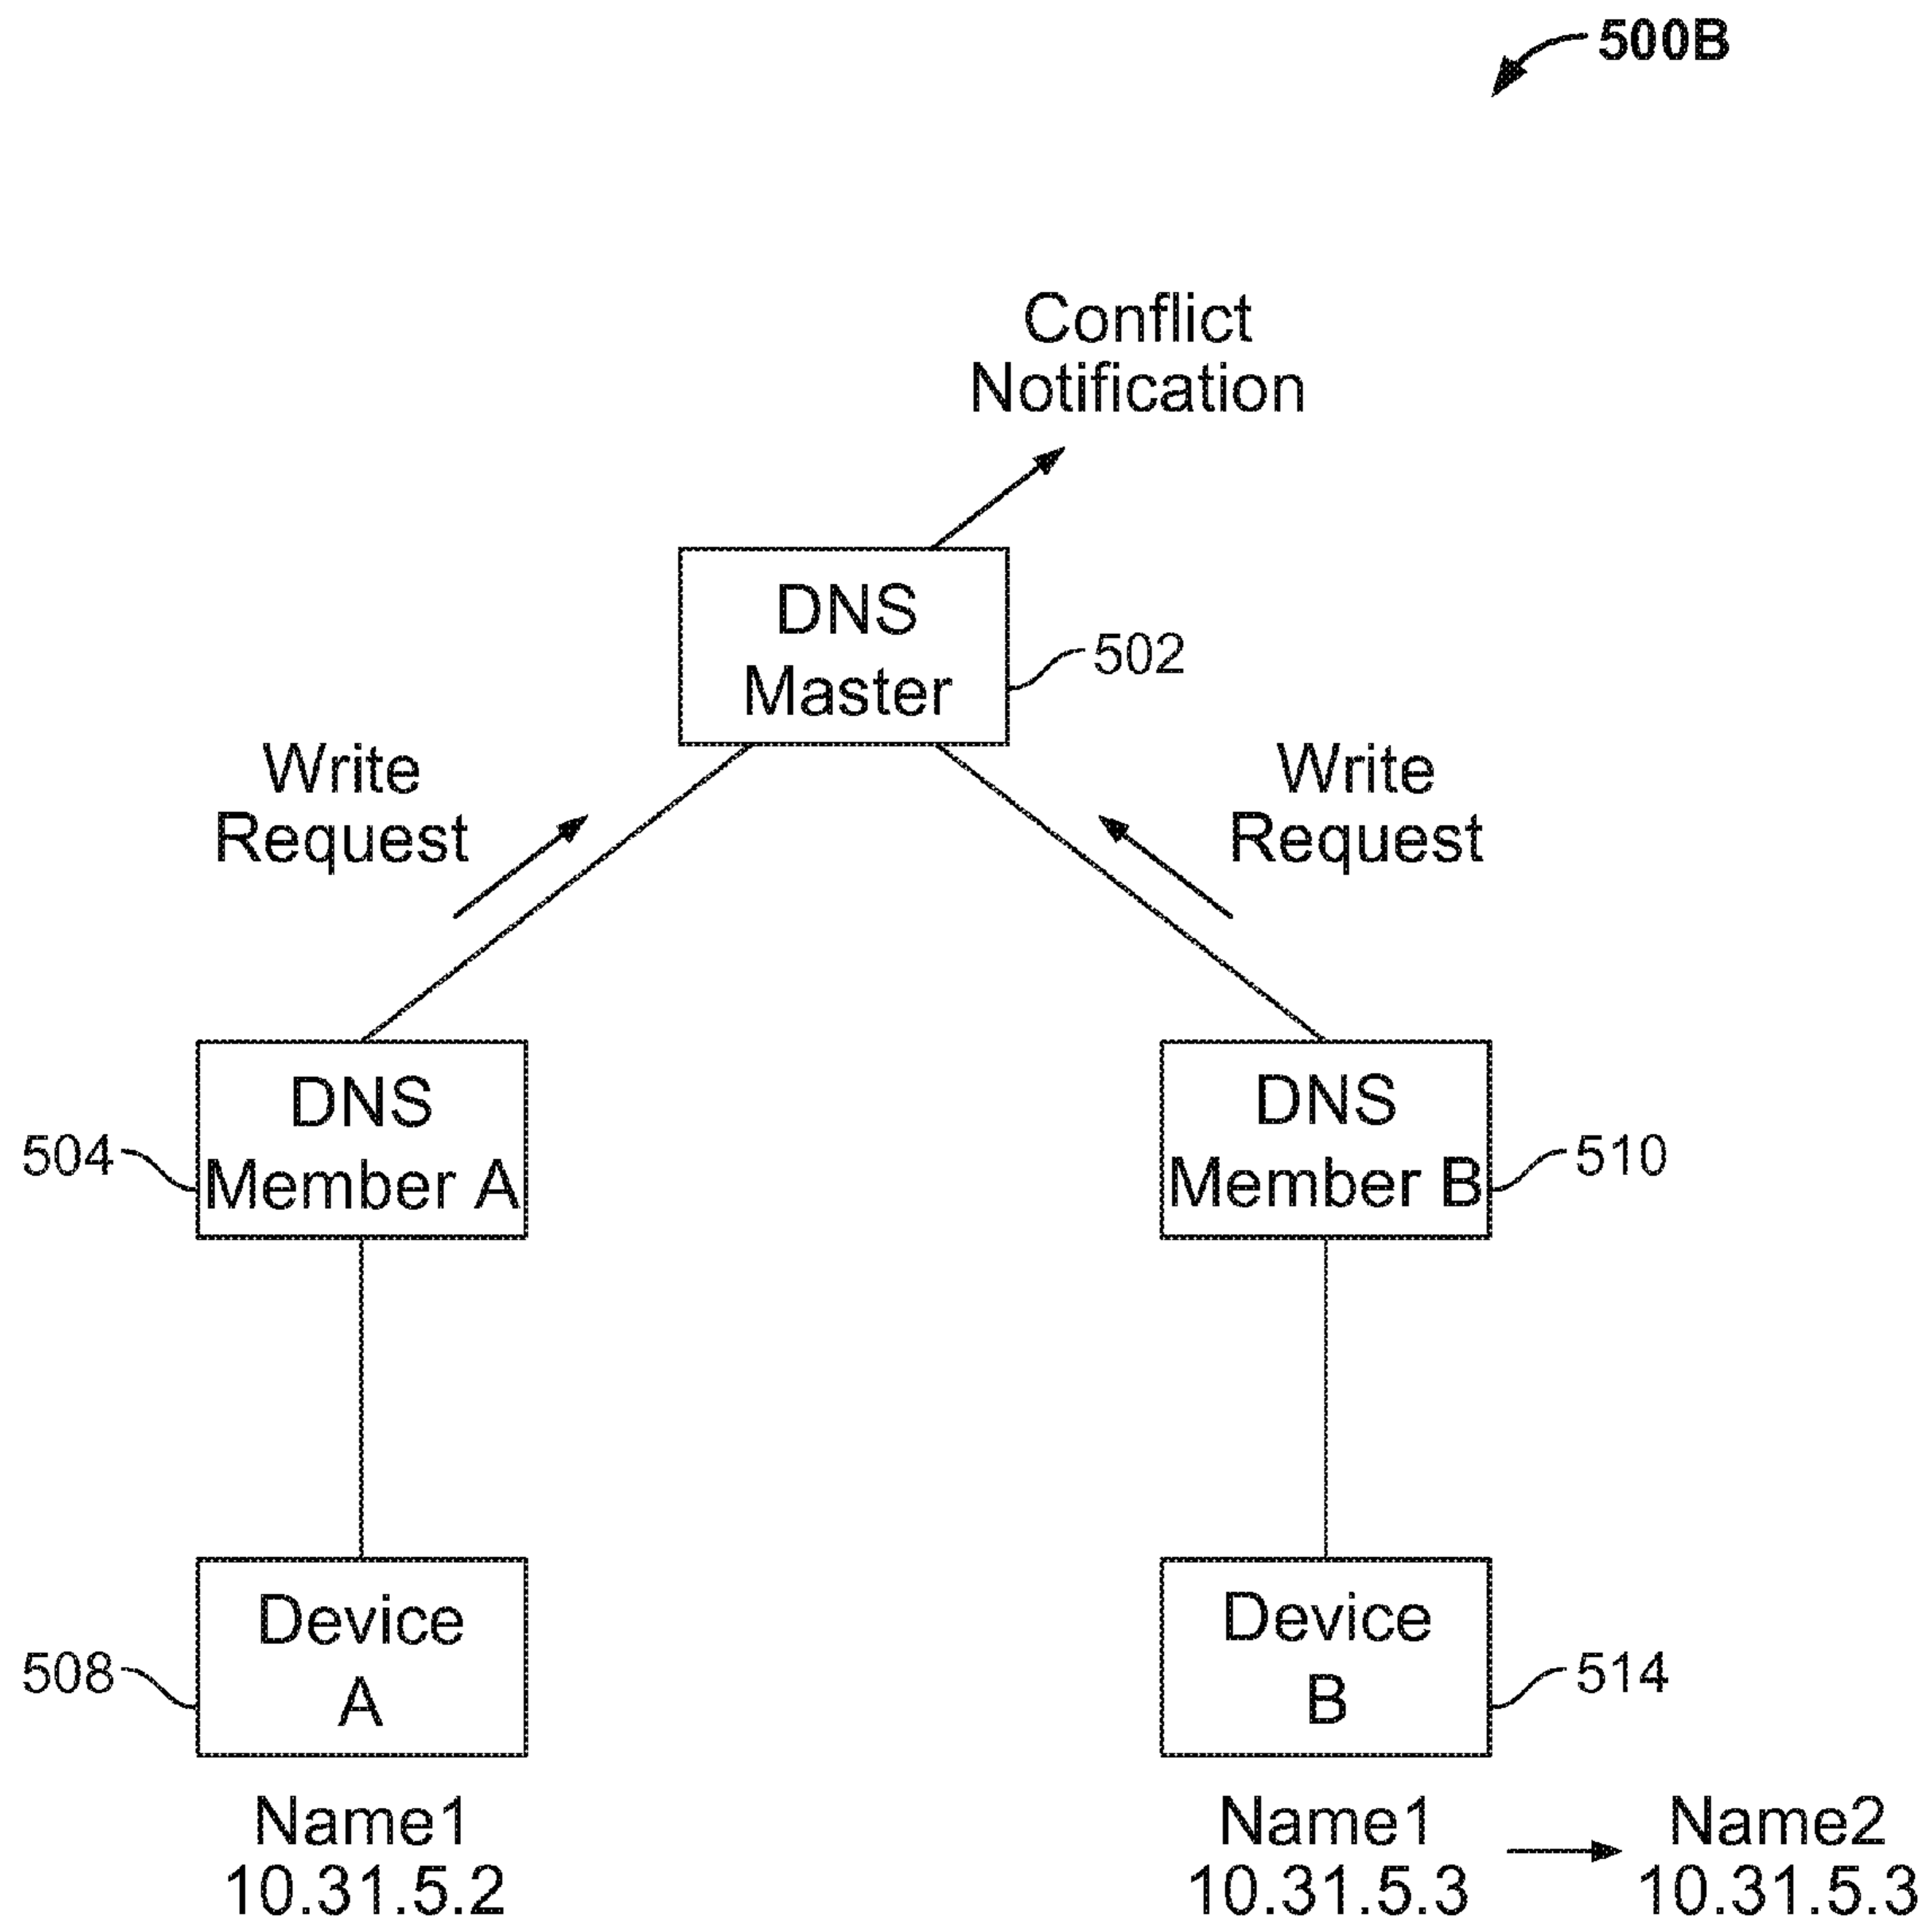 500B
Conflict
Notification
DNS
Master
502
Write
Request
Write
Request
DNS
Member A
504
DNS
Member B
510
Device
A
508
Device
B
514
Name1
10.31.5.2
Name1
10.31.5.3
Name2
10.31.5.3